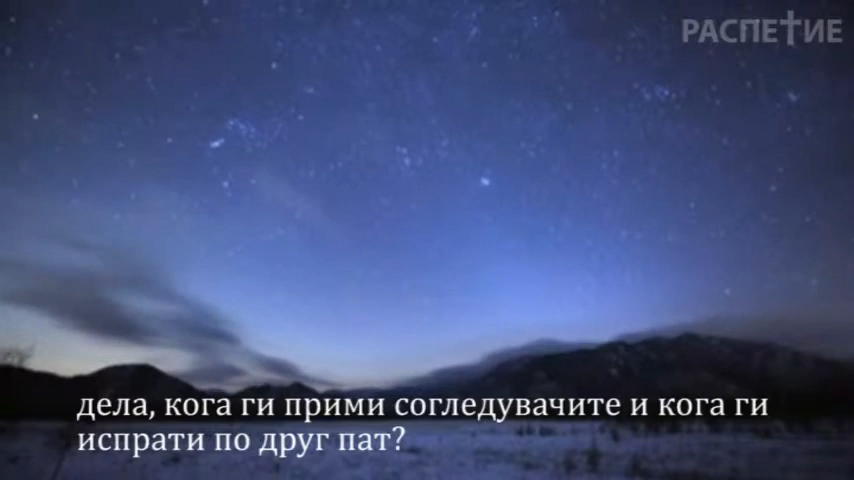 РАСПЕТИЕ
дела, кога ги прими согледувачите и кога ги
испрати по друг пат?